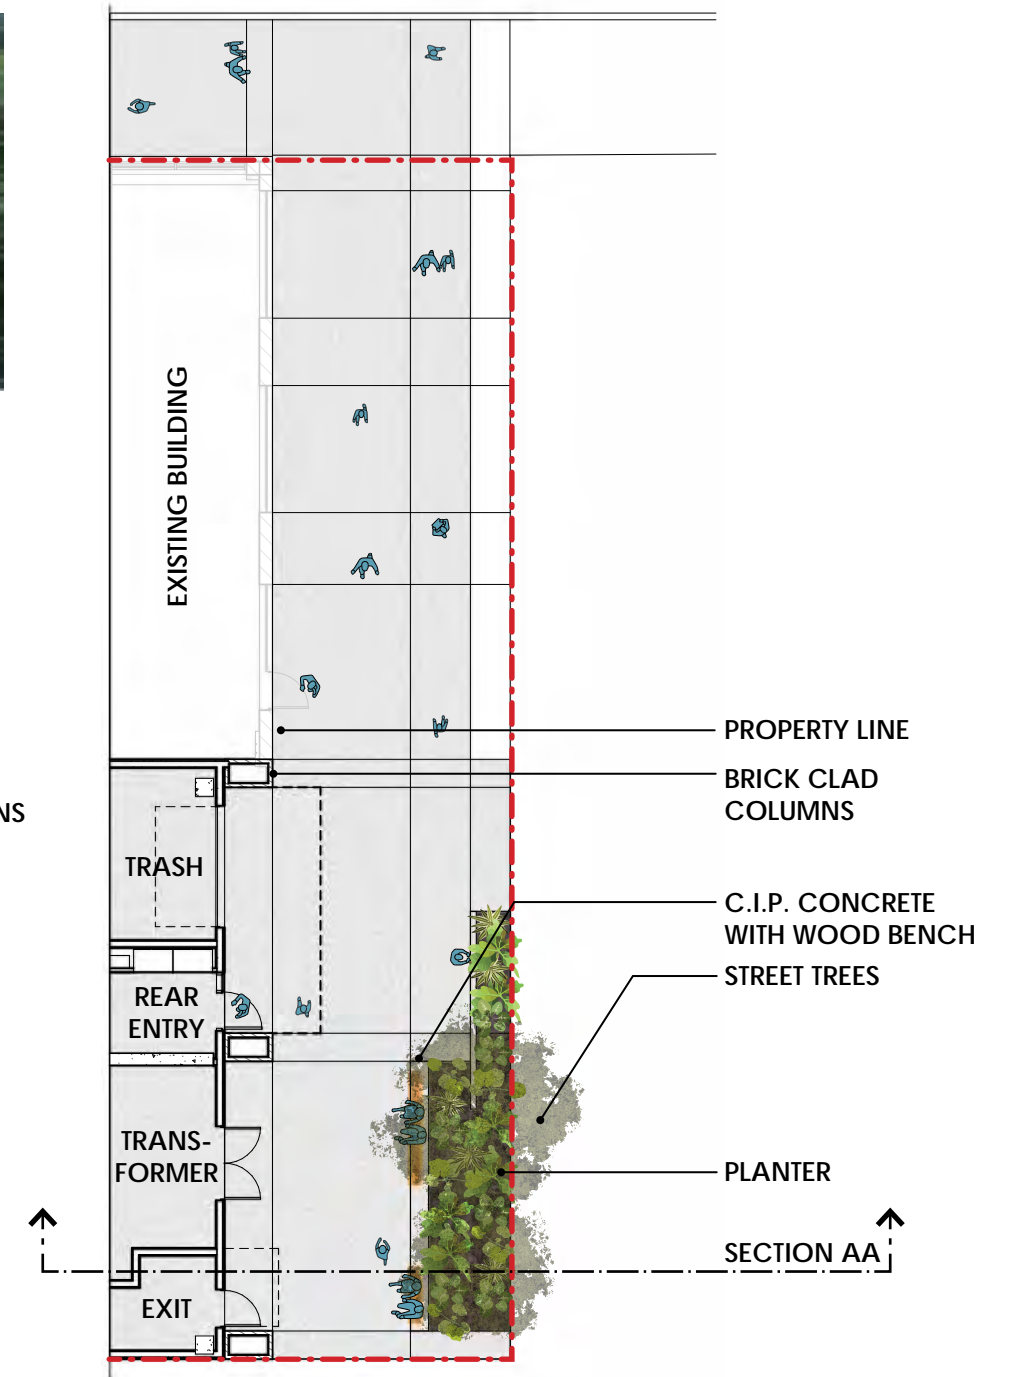 EXISTING BUILDING
PROPERTY LINE
BRICK CLAD
COLUMNS
NS
TRASH
C.I.P. CONCRETE
WITH WOOD BENCH
STREET TREES
REAR
ENTRY
TRANS-
FORMER
PLANTER
SECTION AA
EXIT